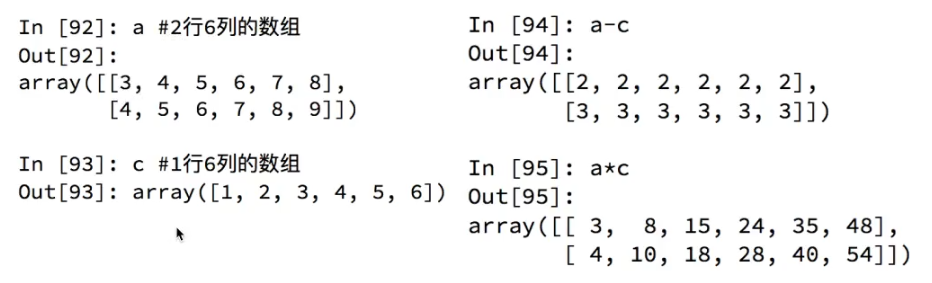 In [92]: a #2行6列的数组
Out[92]:
array([[3, 4, 5, 6, 7, 8],
       [4, 5, 6, 7, 8, 9]])
In [93]: c #1行6列的数组
Out[93]: array([1, 2, 3, 4, 5, 6])
In [94]: a-c
Out[94]:
array([[2, 2, 2, 2, 2, 2],
       [3, 3, 3, 3, 3, 3]])
In [95]: a*c
Out[95]:
array([[ 3,  8, 15, 24, 35, 48],
       [ 4, 10, 18, 28, 40, 54]])